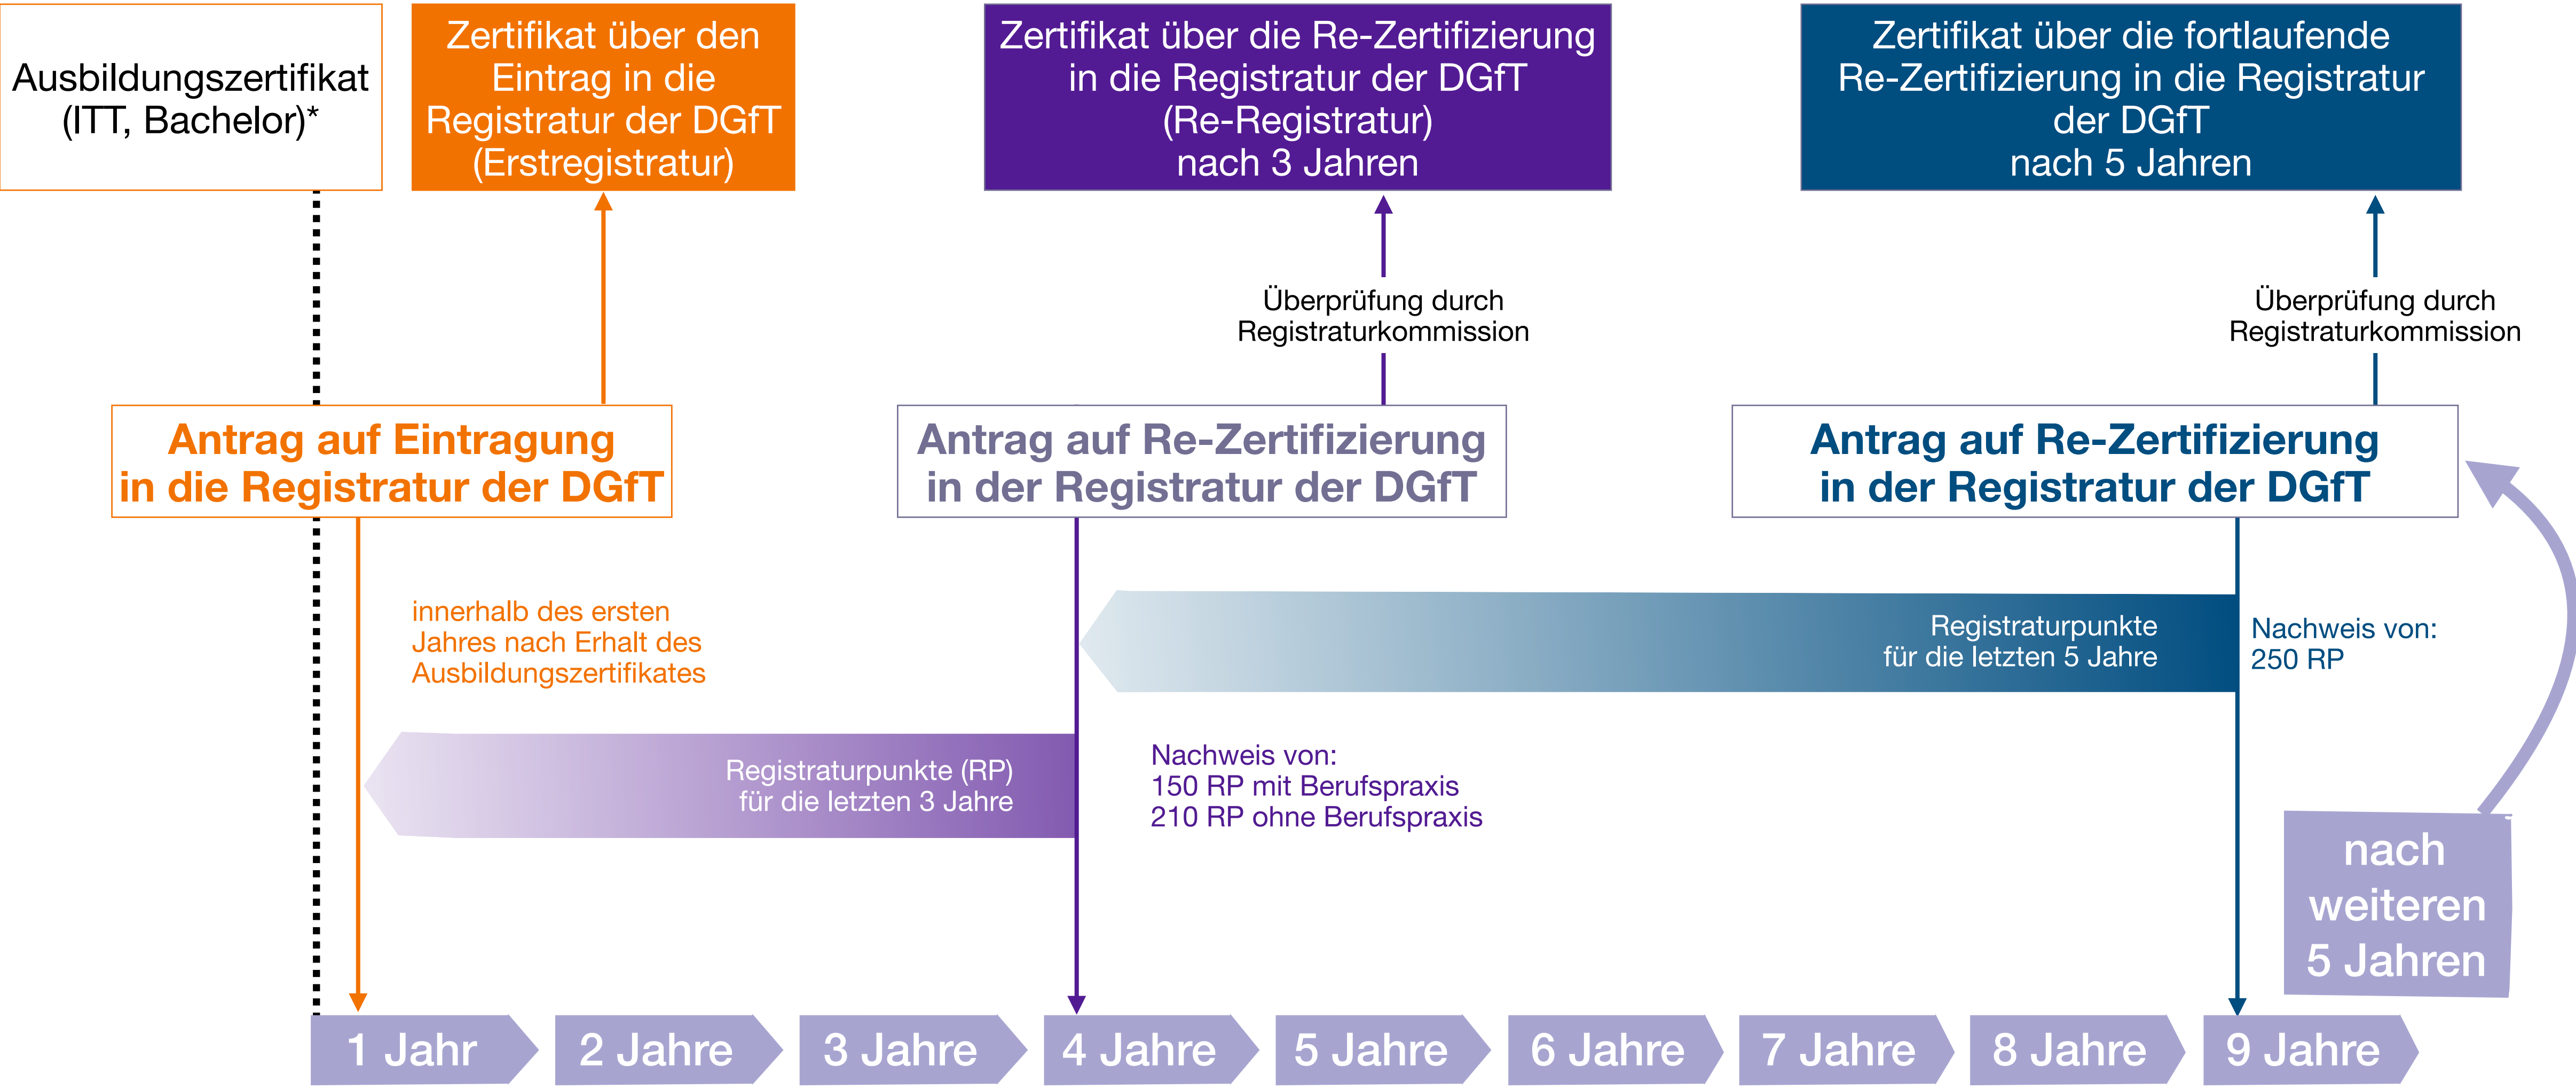 Ausbildungszertifikat
(ITT, Bachelor)*
Zertifikat über den
Eintrag in die
Registratur der DGfT
(Erstregistratur)
Zertifikat über die Re-Zertifizierung
in die Registratur der DGfT
(Re-Registratur)
nach 3 Jahren
Zertifikat über die fortlaufende
Re-Zertifizierung in die Registratur
der DGfT
nach 5 Jahren
Überprüfung durch
Registraturkommission
Überprüfung durch
Registraturkommission
Antrag auf Eintragung
in die Registratur der DGfT
Antrag auf Re-Zertifizierung
in der Registratur der DGfT
Antrag auf Re-Zertifizierung
in der Registratur der DGfT
innerhalb des ersten
Jahres nach Erhalt des
Ausbildungszertifikates
Registraturpunkte
für die letzten 5 Jahre
Nachweis von:
250 RP
Registraturpunkte (RP)
für die letzten 3 Jahre
Nachweis von:
150 RP mit Berufspraxis
210 RP ohne Berufspraxis
nach
weiteren
5 Jahren
1 Jahr
2 Jahre
3 Jahre
4 Jahre
5 Jahre
6 Jahre
7 Jahre
8 Jahre
9 Jahre